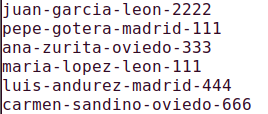 juan-garcia-leon-2222
pepe-gotera-madrid-111
ana-zurita-oviedo-333
maria-lopez-leon-111
luis-andurez-madrid-444
carmen-sandino-oviedo-666